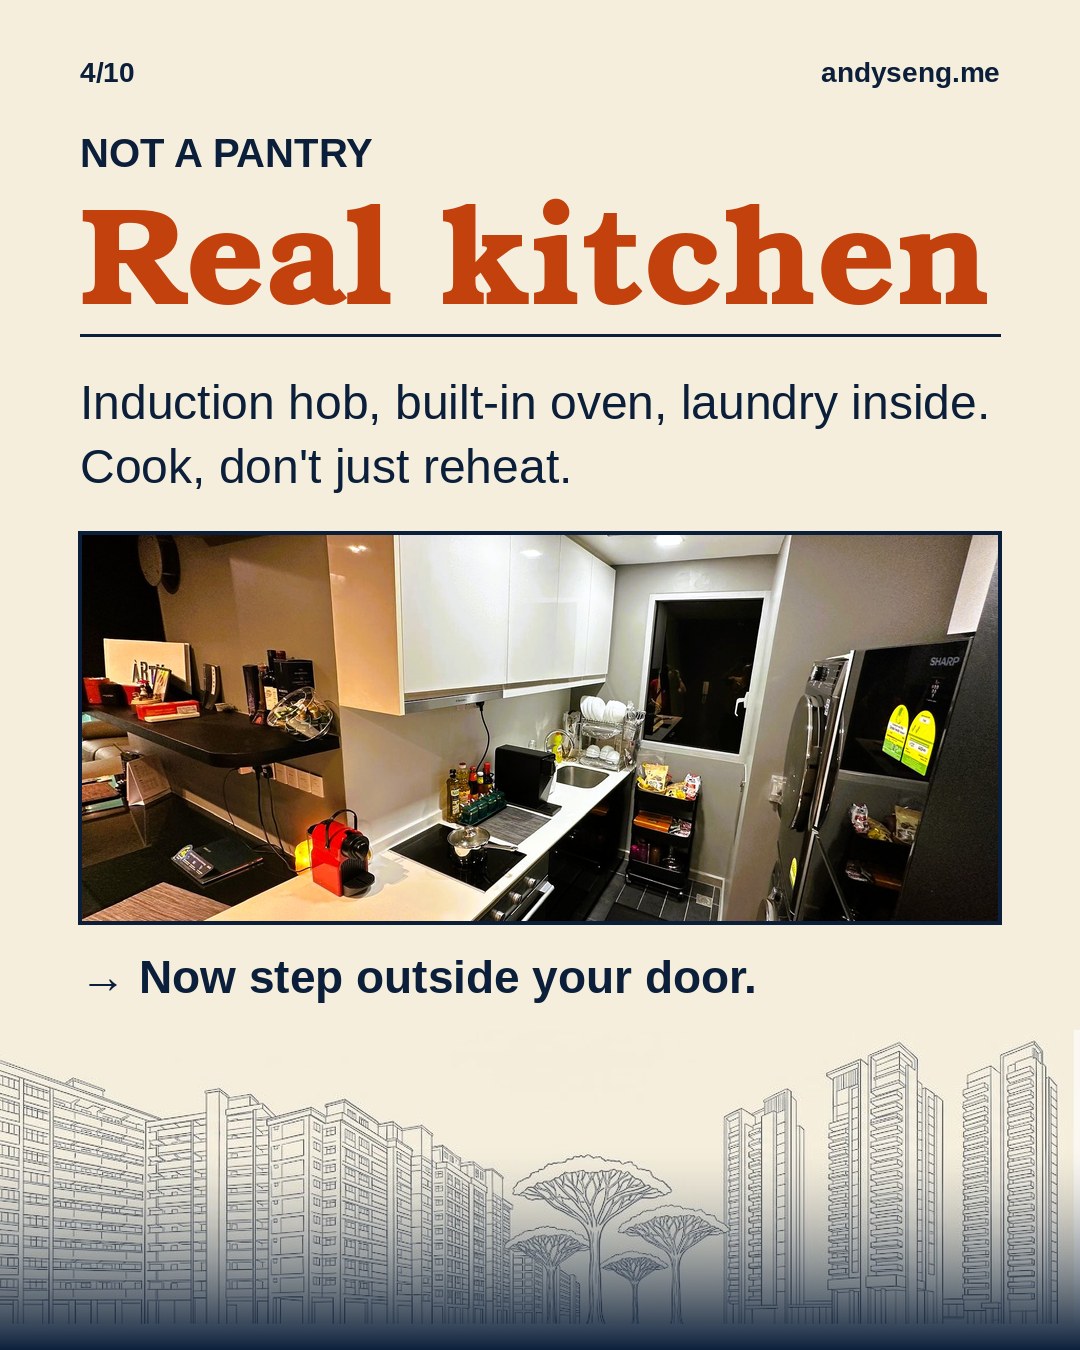 4/10
andyseng.me
NOT A PANTRY
Real kitchen
Induction hob, built-in oven, laundry inside.
Cook, don't just reheat.
SHARP
→ Now step outside your door.